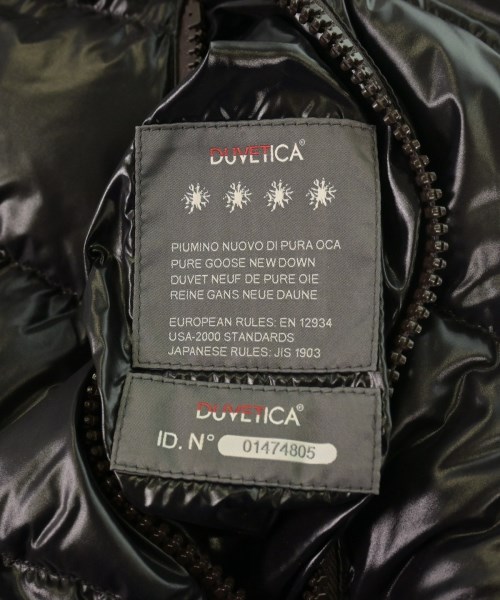 DUVETICA®
PIUMINO NUOVO DI PURA OCA
PURE GOOSE NEW DOWN
DUVET NEUF DE PURE OIE
REINE GANS NEUE DAUNE
EUROPEAN RULES: EN 12934
USA-2000 STANDARDS
JAPANESE RULES: JIS 1903
DUVETICA®
ID. N° 01474805